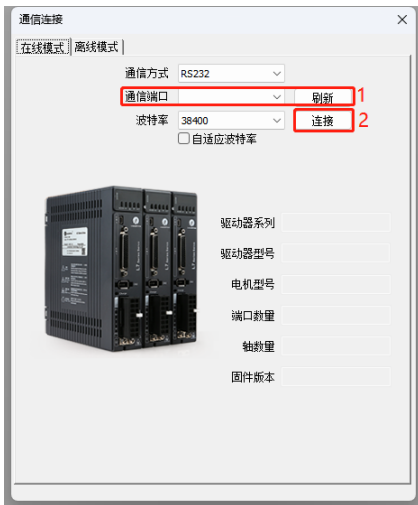 通信连接
在线模式 离线模式
通信方式 RS232
通信端口 刷新 1
波特率 38400 连接 2
自适应波特率
驱动器系列
驱动器型号
电机型号
端口数量
轴数量
固件版本